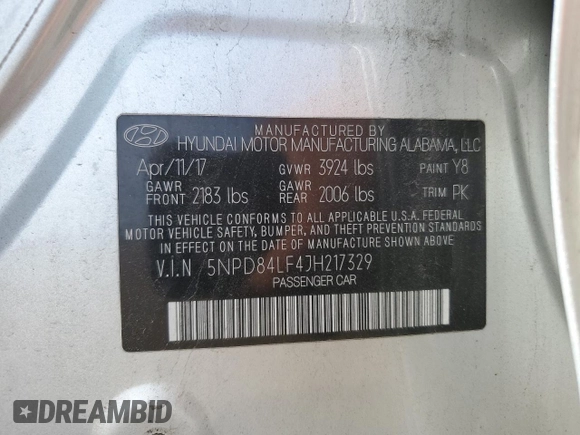 MANUFACTURED BY
HYUNDAI MOTOR MANUFACTURING ALABAMA, LLC
Apr/11/17 GVWR 3924 lbs PAINT Y8
GAWR FRONT 2183 lbs GAWR REAR 2006 lbs TRIM PK
THIS VEHICLE CONFORMS TO ALL APPLICABLE U.S.A. FEDERAL
MOTOR VEHICLE SAFETY, BUMPER, AND THEFT PREVENTION
STANDARDS IN EFFECT ON THE DATE OF MANUFACTURE SHOWN ABOVE.
V.I.N 5NPD84LF4JH217329
PASSENGER CAR
DREAMBID